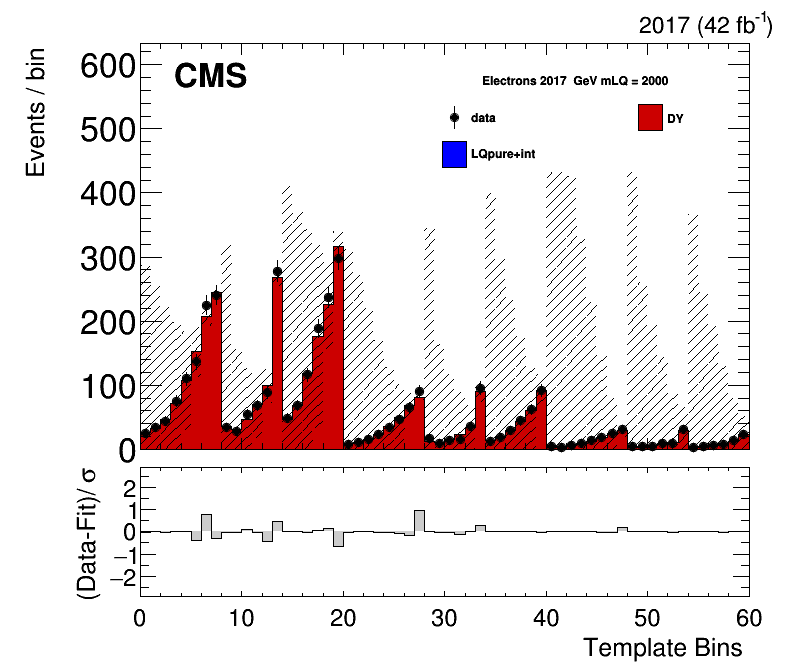 2017 (42 fb-1)
CMS
Electrons 2017 GeV mLQ = 2000
data
DY
LQpure+int
Events / bin
600
500
400
300
200
100
0
(Data-Fit)/ σ
2
1
0
−1
−2
0 10 20 30 40 50 60
Template Bins